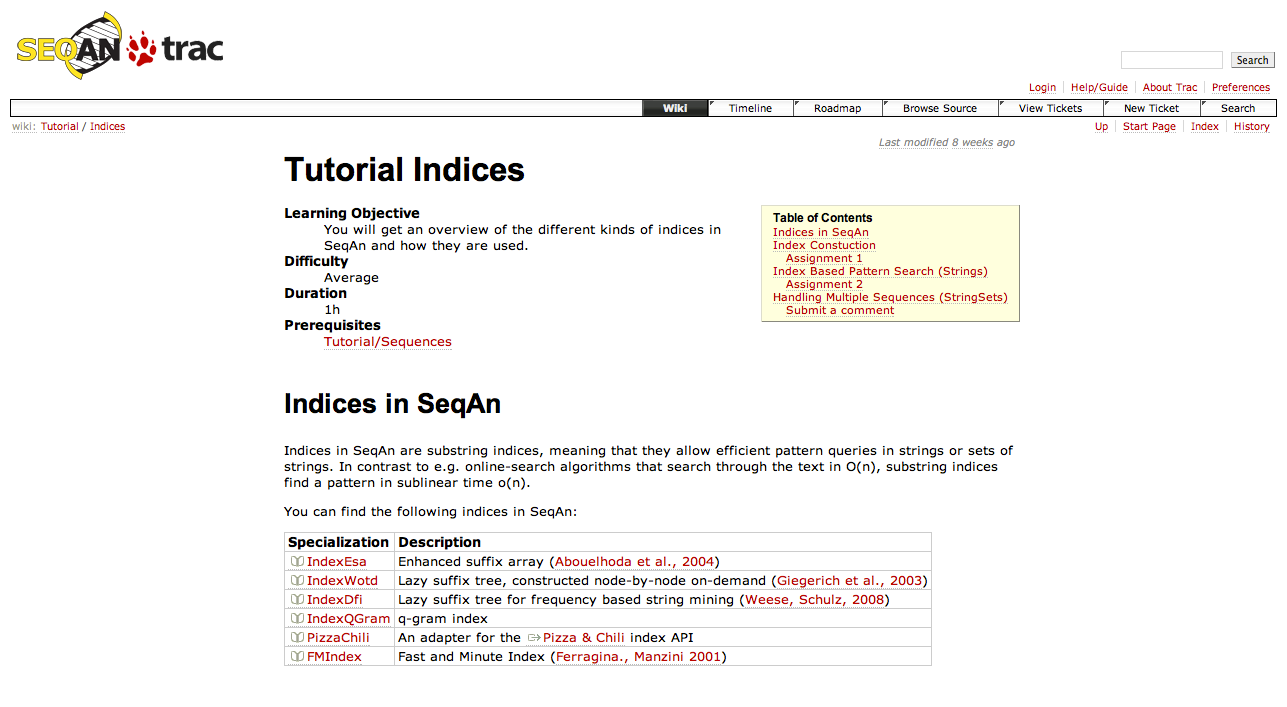 SEQAN trac
Search
Login Help/Guide About Trac Preferences
Wiki Timeline Roadmap Browse Source View Tickets New Ticket Search
wiki: Tutorial / Indices
Up Start Page Index History
Last modified 8 weeks ago
Tutorial Indices
Learning Objective
You will get an overview of the different kinds of indices in
SeqAn and how they are used.
Difficulty
Average
Duration
1h
Prerequisites
Tutorial/Sequences
Table of Contents
Indices in SeqAn
Index Constuction
Assignment 1
Index Based Pattern Search (Strings)
Assignment 2
Handling Multiple Sequences (StringSets)
Submit a comment
Indices in SeqAn
Indices in SeqAn are substring indices, meaning that they allow efficient pattern queries in strings or sets of
strings. In contrast to e.g. online-search algorithms that search through the text in O(n), substring indices
find a pattern in sublinear time o(n).
You can find the following indices in SeqAn:
Specialization Description
IndexEsa Enhanced suffix array (Abouelhoda et al., 2004)
IndexWotd Lazy suffix tree, constructed node-by-node on-demand (Giegerich et al., 2003)
IndexDfi Lazy suffix tree for frequency based string mining (Weese, Schulz, 2008)
IndexQGram q-gram index
PizzaChili An adapter for the Pizza & Chili index API
FMIndex Fast and Minute Index (Ferragina., Manzini 2001)